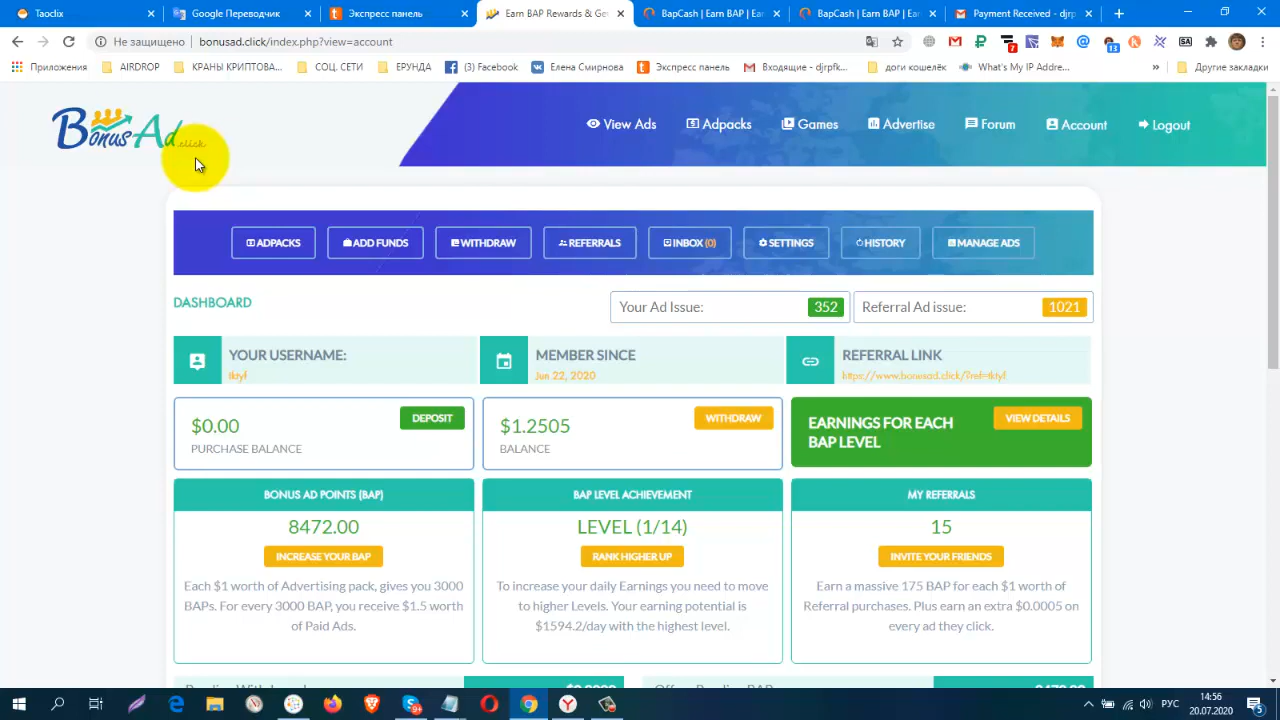 Taoclix
Google Переводчик
Экспресс панель
Earn BAP Rewards & Ge
BapCash | Earn BAP | Ear
BapCash | Earn BAP | Ear
Payment Received - djrp
Не защищено
bonusad.click/index.php?view=account
7
13
Приложения
AIRDROP
КРАНЫ КРИПТОВА...
СОЦ. СЕТИ
ЕРУНДА
(3) Facebook
Елена Смирнова
Экспресс панель
Входящие - djrpfk...
доги кошелёк
What's My IP Addre...
»
Другие закладки
BonusAd.click
View Ads
Adpacks
Games
Advertise
Forum
Account
Logout
ADPACKS
ADD FUNDS
WITHDRAW
REFERRALS
INBOX (0)
SETTINGS
HISTORY
MANAGE ADS
DASHBOARD
Your Ad Issue: 352
Referral Ad issue: 1021
YOUR USERNAME:
tktyf
MEMBER SINCE
Jun 22, 2020
REFERRAL LINK
https://www.bonusad.click/?ref=tktyf
$0.00
DEPOSIT
PURCHASE BALANCE
$1.2505
WITHDRAW
BALANCE
EARNINGS FOR EACH
BAP LEVEL
VIEW DETAILS
BONUS AD POINTS (BAP)
8472.00
INCREASE YOUR BAP
Each $1 worth of Advertising pack, gives you 3000
BAPs. For every 3000 BAP, you receive $1.5 worth
of Paid Ads.
BAP LEVEL ACHIEVEMENT
LEVEL (1/14)
RANK HIGHER UP
To increase your daily Earnings you need to move
to higher Levels. Your earning potential is
$1594.2/day with the highest level.
MY REFERRALS
15
INVITE YOUR FRIENDS
Earn a massive 175 BAP for each $1 worth of
Referral purchases. Plus earn an extra $0.0005 on
every ad they click.
РУС
14:56
20.07.2020
5